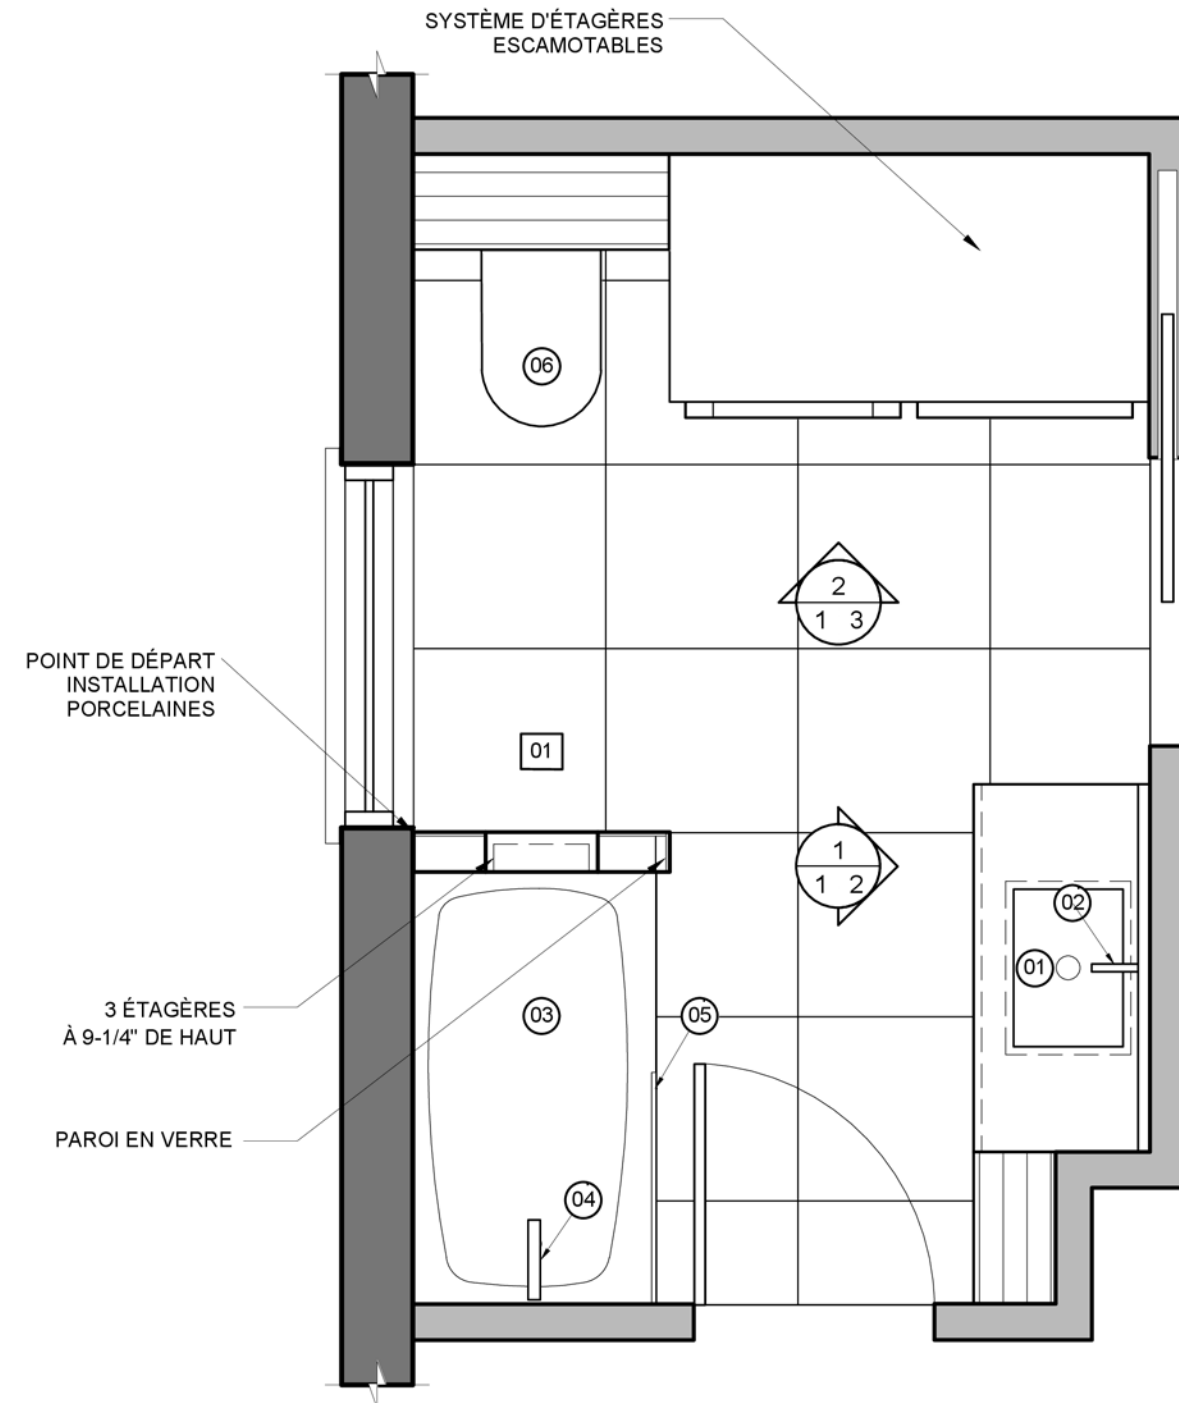 SYSTÈME D'ÉTAGÈRES
ESCAMOTABLES
06
2
1 3
POINT DE DÉPART
INSTALLATION
PORCELAINES
01
1
1 2
02
01
3 ÉTAGÈRES
À 9-1/4" DE HAUT
03
05
PAROI EN VERRE
04